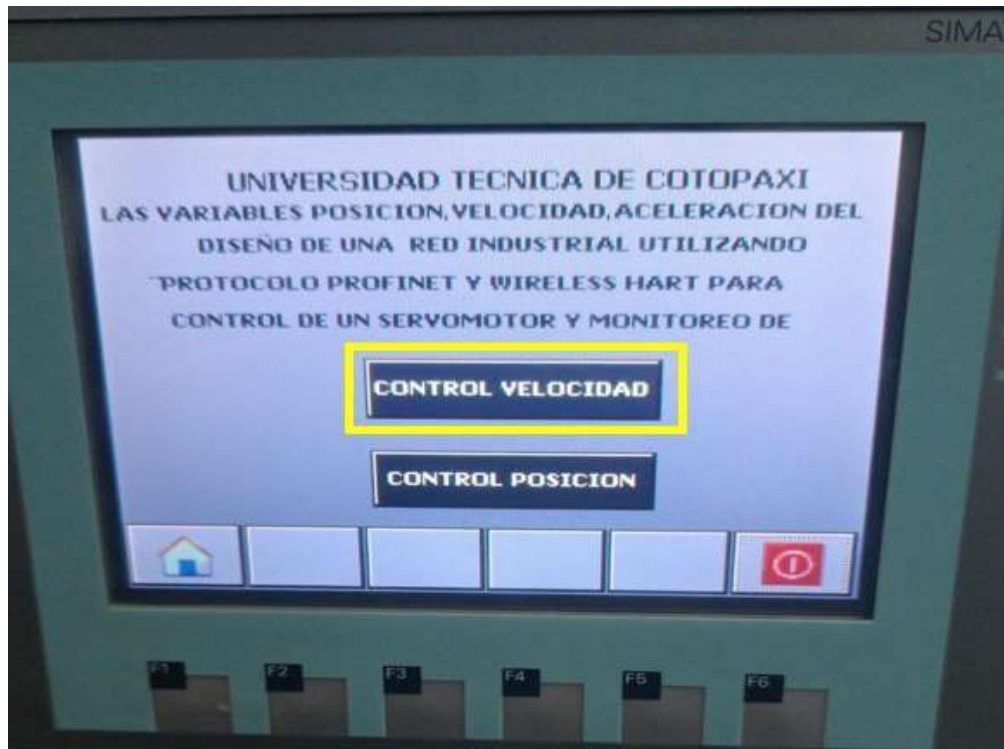 SIMA
UNIVERSIDAD TECNICA DE COTOPAXI
LAS VARIABLES POSICION, VELOCIDAD, ACELERACION DEL
DISEÑO DE UNA RED INDUSTRIAL UTILIZANDO
PROTOCOLO PROFINET Y WIRELESS HART PARA
CONTROL DE UN SERVOMOTOR Y MONITOREO DE
CONTROL VELOCIDAD
CONTROL POSICION
F1
F2
F3
F4
F5
F6